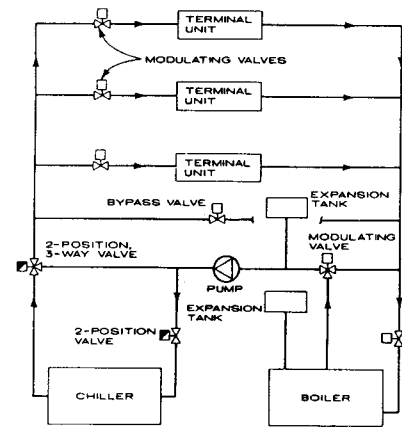 TERMINAL
UNIT
MODULATING VALVES
TERMINAL
UNIT
TERMINAL
UNIT
BYPASS VALVE
EXPANSION
TANK
2-POSITION,
3-WAY VALVE
MODULATING
VALVE
PUMP
EXPANSION
TANK
2-POSITION
VALVE
CHILLER
BOILER